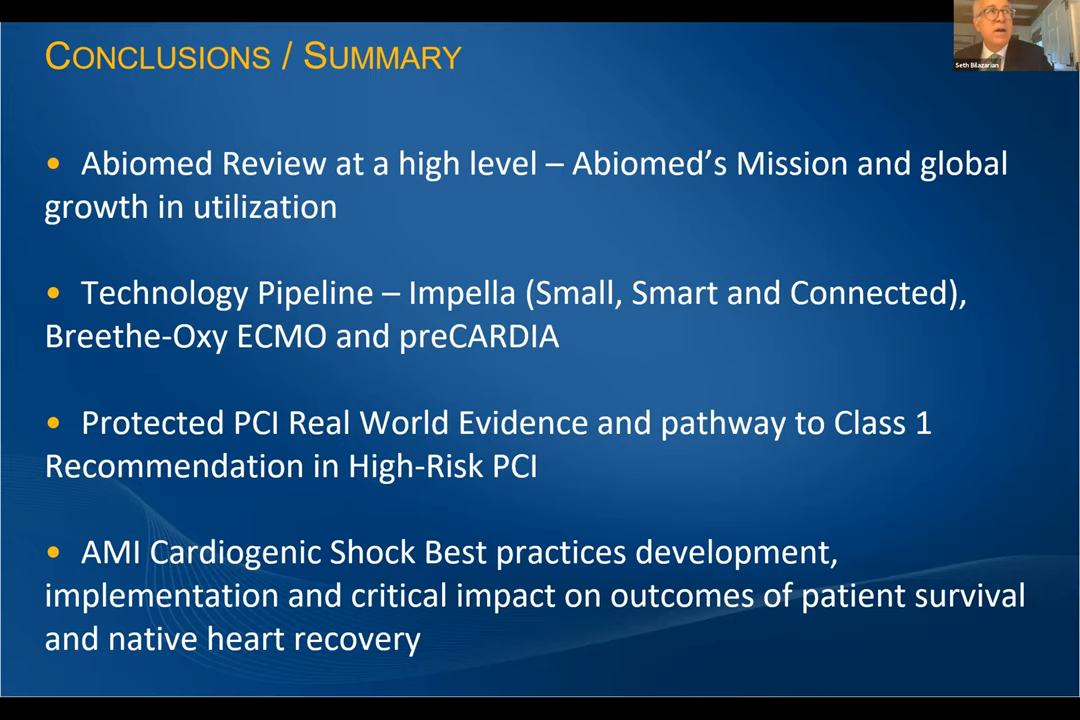 CONCLUSIONS / SUMMARY
Seth Bilazarian
• Abiomed Review at a high level – Abiomed’s Mission and global
growth in utilization
• Technology Pipeline – Impella (Small, Smart and Connected),
Breethe-Oxy ECMO and preCARDIA
• Protected PCI Real World Evidence and pathway to Class 1
Recommendation in High-Risk PCI
• AMI Cardiogenic Shock Best practices development,
implementation and critical impact on outcomes of patient survival
and native heart recovery